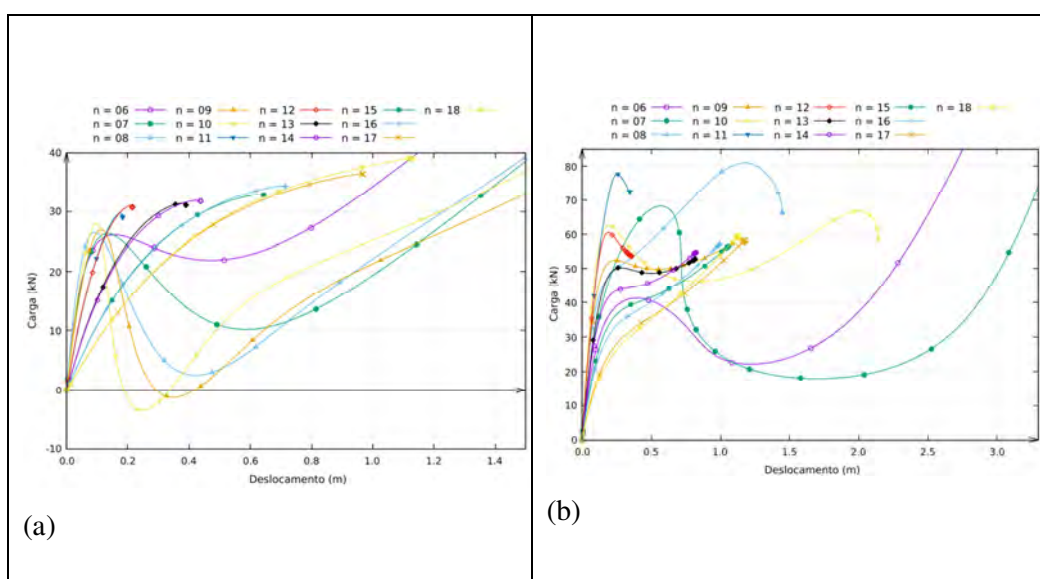 n = 06 n = 09 n = 12 n = 15 n = 18
n = 07 n = 10 n = 13 n = 16
n = 08 n = 11 n = 14 n = 17
40
30
20
10
0
-10
Carga (kN)
0.0 0.2 0.4 0.6 0.8 1.0 1.2 1.4
Deslocamento (m)
(a)
n = 06 n = 09 n = 12 n = 15 n = 18
n = 07 n = 10 n = 13 n = 16
n = 08 n = 11 n = 14 n = 17
80
70
60
50
40
30
20
10
0
Carga (kN)
0.0 0.5 1.0 1.5 2.0 2.5 3.0
Deslocamento (m)
(b)